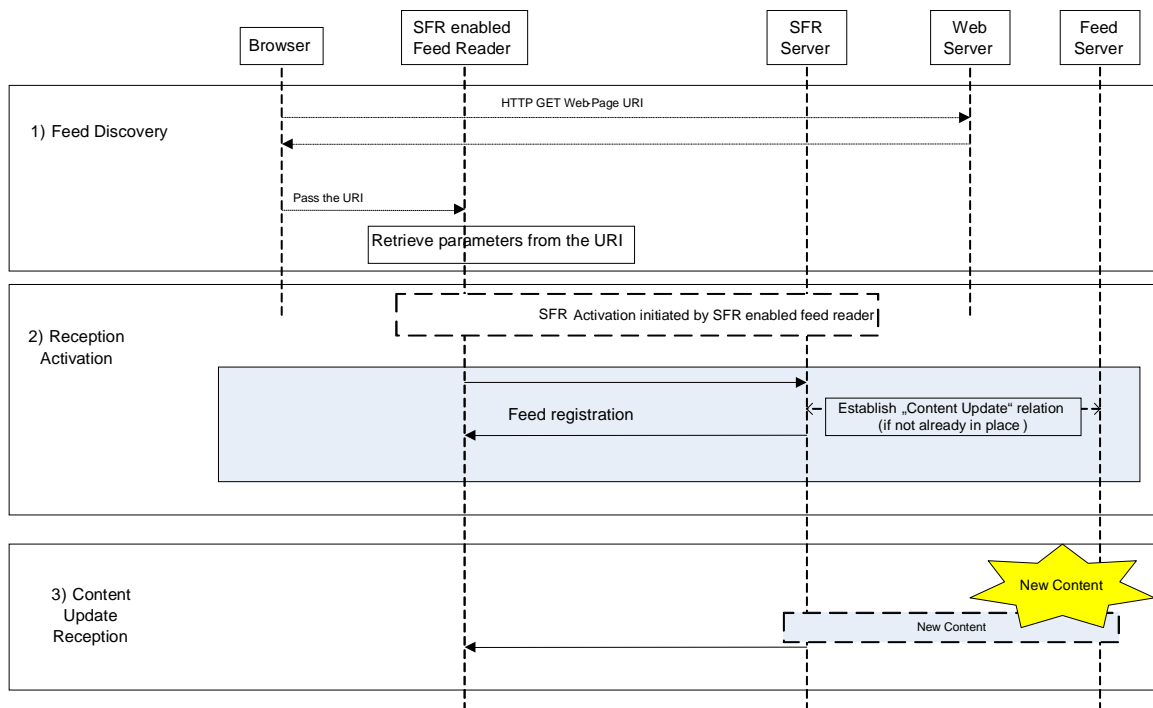 Browser
SFR enabled
Feed Reader
SFR
Server
Web
Server
Feed
Server
HTTP GET Web-Page URI
1) Feed Discovery
Pass the URI
Retrieve parameters from the URI
SFR Activation initiated by SFR enabled feed reader
2) Reception
Activation
Feed registration
Establish „Content Update“ relation
(if not already in place )
New Content
3) Content
Update
Reception
New Content